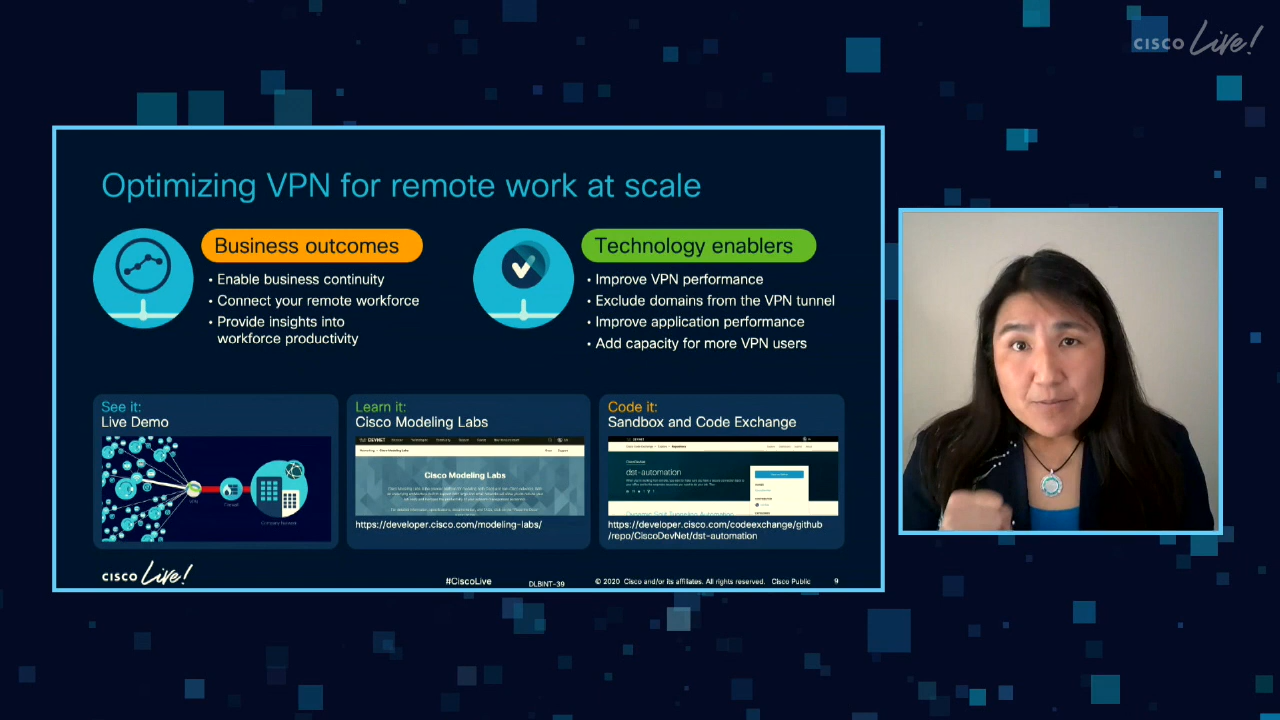 CISCO Live!
Optimizing VPN for remote work at scale
Business outcomes
• Enable business continuity
• Connect your remote workforce
• Provide insights into
workforce productivity
Technology enablers
• Improve VPN performance
• Exclude domains from the VPN tunnel
• Improve application performance
• Add capacity for more VPN users
See it:
Live Demo
Company Network
Learn it:
Cisco Modeling Labs
DEVNET
Cisco Modeling Labs
https://developer.cisco.com/modeling-labs/
Code it:
Sandbox and Code Exchange
DEVNET
dst-automation
https://developer.cisco.com/codeexchange/github
/repo/CiscoDevNet/dst-automation
CISCO Live!
#CiscoLive
DLBINT-39
© 2020 Cisco and/or its affiliates. All rights reserved. Cisco Public
9